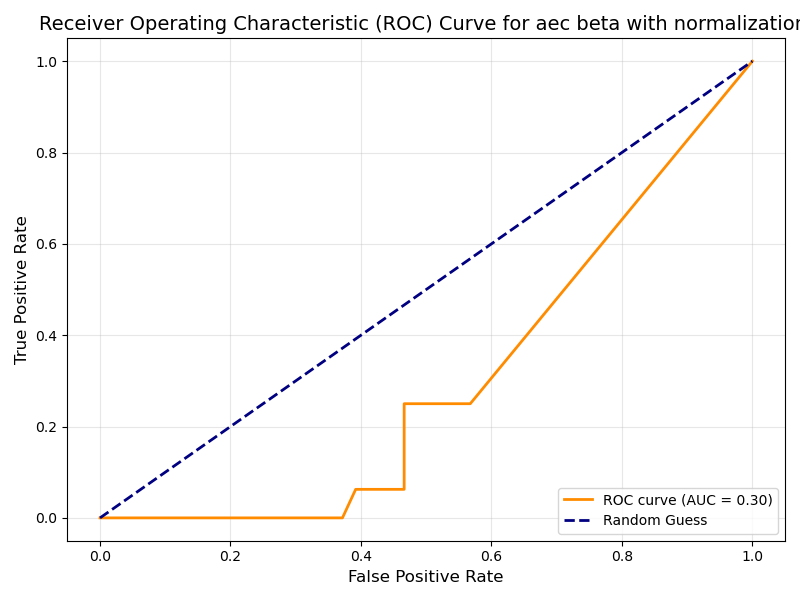 Receiver Operating Characteristic (ROC) Curve for aec beta with normalization
1.0
0.8
0.6
0.4
0.2
0.0
True Positive Rate
ROC curve (AUC = 0.30)
Random Guess
0.0 0.2 0.4 0.6 0.8 1.0
False Positive Rate